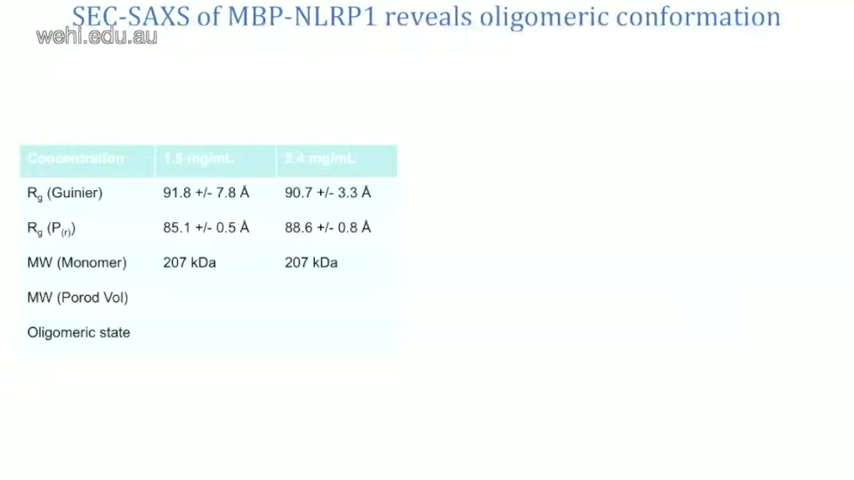 SEC-SAXS of MBP-NLRP1 reveals oligomeric conformation
wehi.edu.au
Concentration 1.8 mg/mL 2.4 mg/mL
Rg (Guinier) 91.8 +/- 7.8 Å 90.7 +/- 3.3 Å
Rg (P(r)) 85.1 +/- 0.5 Å 88.6 +/- 0.8 Å
MW (Monomer) 207 kDa 207 kDa
MW (Porod Vol)
Oligomeric state